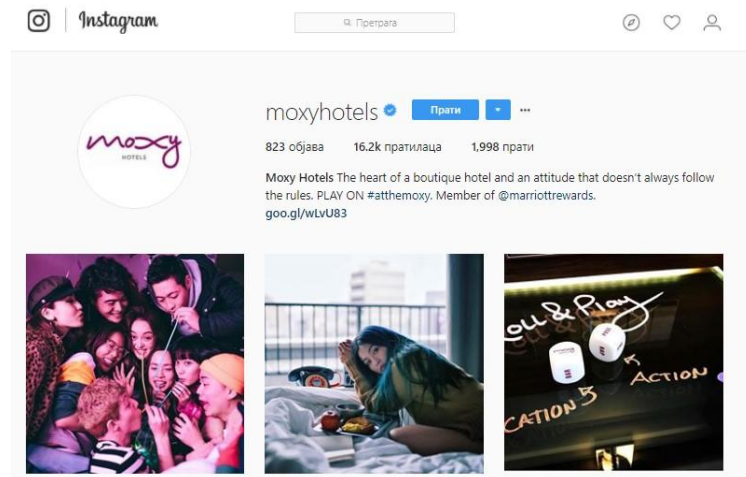 Instagram
Претрага
moxy
HOTELS
moxyhotels
Прати
823 објава 16.2k пратилаца 1,998 прати
Moxy Hotels The heart of a boutique hotel and an attitude that doesn't always follow
the rules. PLAY ON #atthemoxy. Member of @marriottrewards.
goo.gl/wLvU83
Roll & Play
ACTION
CATION